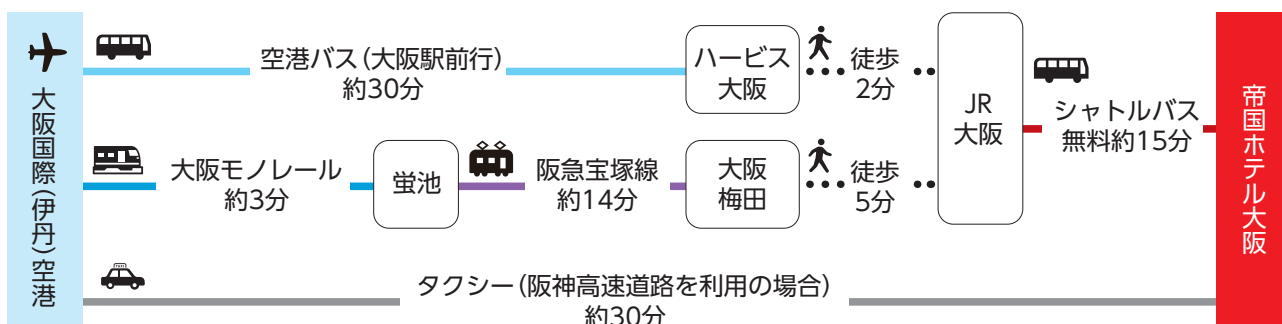 大阪国際(伊丹)空港
空港バス(大阪駅前行)
約30分
ハービス
大阪
徒歩
2分
大阪モノレール
約3分
蛍池
阪急宝塚線
約14分
大阪
梅田
徒歩
5分
JR
大阪
シャトルバス
無料約15分
タクシー(阪神高速道路を利用の場合)
約30分
帝国ホテル大阪